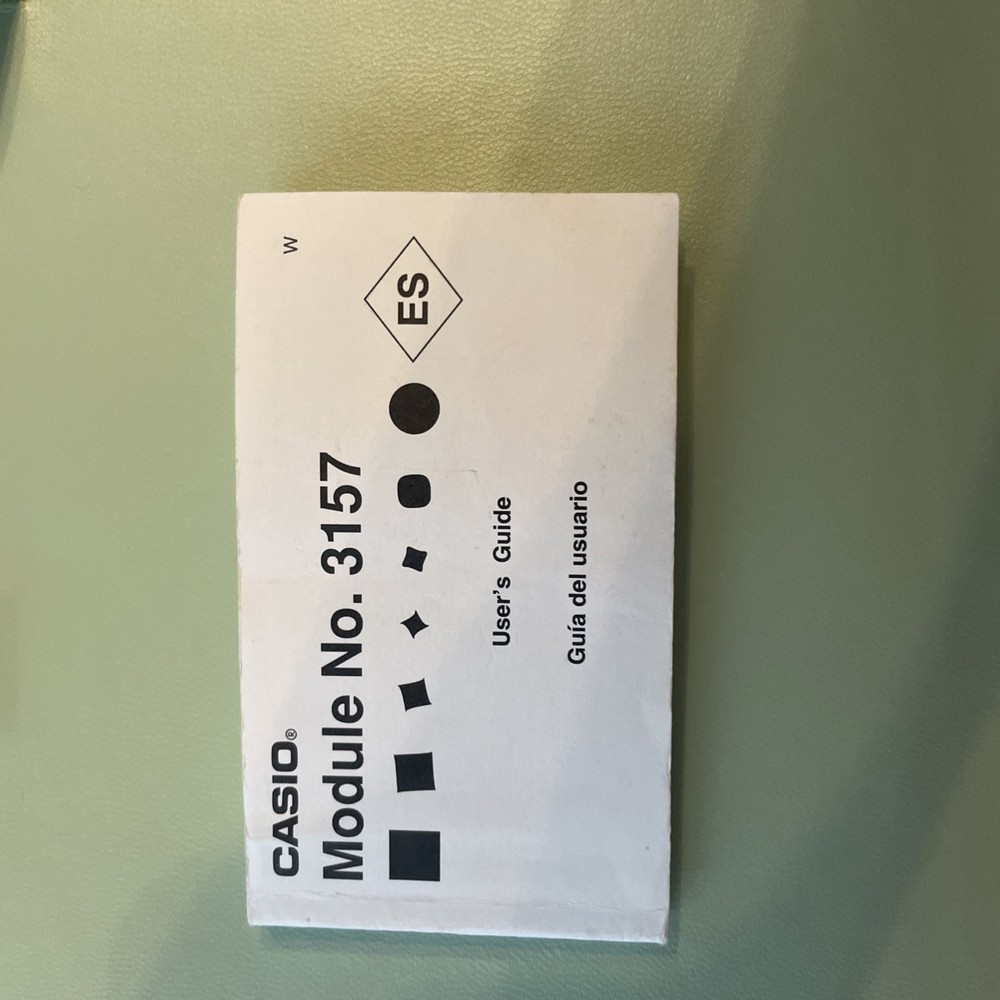 CASIO®
W
Module No. 3157
ES
User's Guide
Guía del usuario